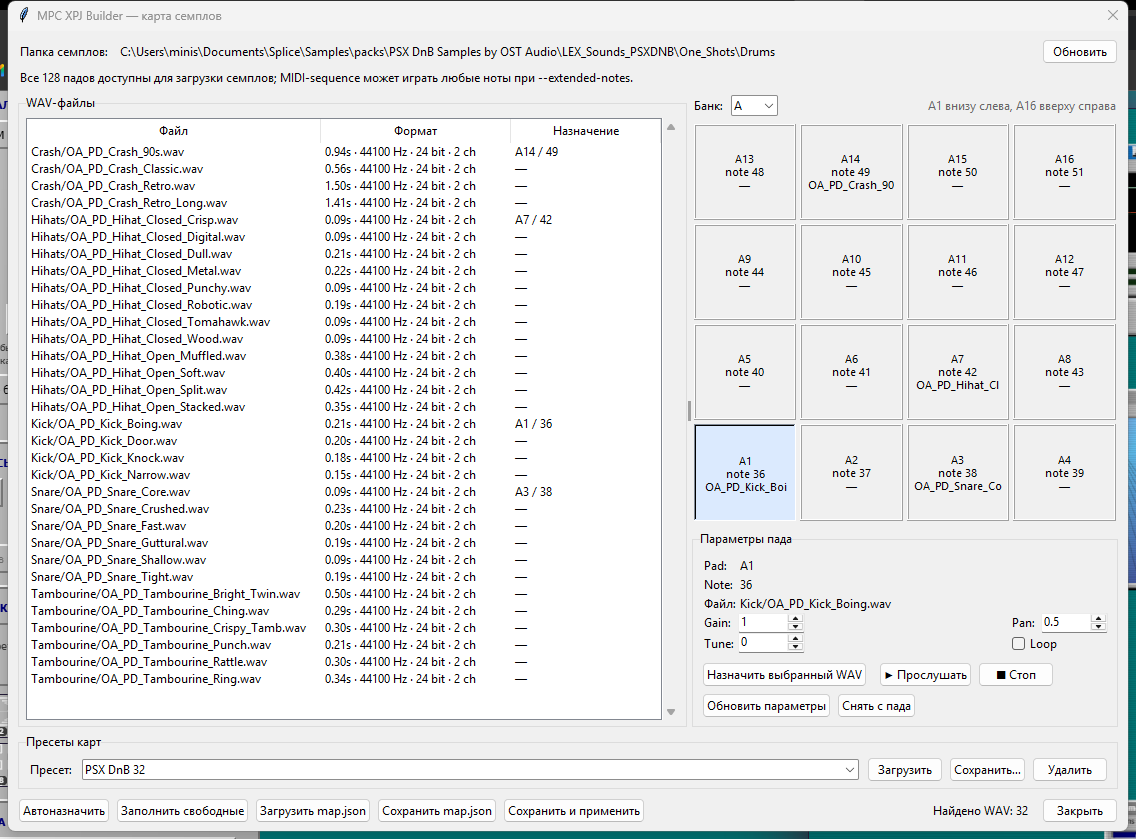 MPC XPJ Builder — карта семплов
Папка семплов: C:\Users\minis\Documents\Splice\Samples\packs\PSX DnB Samples by OST Audio\LEX_Sounds_PSXDNB\One_Shots\Drums
Обновить
Все 128 падов доступны для загрузки семплов; MIDI-sequence может играть любые ноты при --extended-notes.
WAV-файлы
Файл Формат Назначение
Crash/OA_PD_Crash_90s.wav 0.94s · 44100 Hz · 24 bit · 2 ch A14 / 49
Crash/OA_PD_Crash_Classic.wav 0.56s · 44100 Hz · 24 bit · 2 ch —
Crash/OA_PD_Crash_Retro.wav 1.50s · 44100 Hz · 24 bit · 2 ch —
Crash/OA_PD_Crash_Retro_Long.wav 1.41s · 44100 Hz · 24 bit · 2 ch —
Hihats/OA_PD_Hihat_Closed_Crisp.wav 0.09s · 44100 Hz · 24 bit · 2 ch A7 / 42
Hihats/OA_PD_Hihat_Closed_Digital.wav 0.09s · 44100 Hz · 24 bit · 2 ch —
Hihats/OA_PD_Hihat_Closed_Dull.wav 0.21s · 44100 Hz · 24 bit · 2 ch —
Hihats/OA_PD_Hihat_Closed_Metal.wav 0.22s · 44100 Hz · 24 bit · 2 ch —
Hihats/OA_PD_Hihat_Closed_Punchy.wav 0.09s · 44100 Hz · 24 bit · 2 ch —
Hihats/OA_PD_Hihat_Closed_Robotic.wav 0.19s · 44100 Hz · 24 bit · 2 ch —
Hihats/OA_PD_Hihat_Closed_Tomahawk.wav 0.09s · 44100 Hz · 24 bit · 2 ch —
Hihats/OA_PD_Hihat_Closed_Wood.wav 0.09s · 44100 Hz · 24 bit · 2 ch —
Hihats/OA_PD_Hihat_Open_Muffled.wav 0.38s · 44100 Hz · 24 bit · 2 ch —
Hihats/OA_PD_Hihat_Open_Soft.wav 0.40s · 44100 Hz · 24 bit · 2 ch —
Hihats/OA_PD_Hihat_Open_Split.wav 0.42s · 44100 Hz · 24 bit · 2 ch —
Hihats/OA_PD_Hihat_Open_Stacked.wav 0.35s · 44100 Hz · 24 bit · 2 ch —
Kick/OA_PD_Kick_Boing.wav 0.21s · 44100 Hz · 24 bit · 2 ch A1 / 36
Kick/OA_PD_Kick_Door.wav 0.20s · 44100 Hz · 24 bit · 2 ch —
Kick/OA_PD_Kick_Knock.wav 0.18s · 44100 Hz · 24 bit · 2 ch —
Kick/OA_PD_Kick_Narrow.wav 0.15s · 44100 Hz · 24 bit · 2 ch —
Snare/OA_PD_Snare_Core.wav 0.09s · 44100 Hz · 24 bit · 2 ch A3 / 38
Snare/OA_PD_Snare_Crushed.wav 0.23s · 44100 Hz · 24 bit · 2 ch —
Snare/OA_PD_Snare_Fast.wav 0.20s · 44100 Hz · 24 bit · 2 ch —
Snare/OA_PD_Snare_Guttural.wav 0.19s · 44100 Hz · 24 bit · 2 ch —
Snare/OA_PD_Snare_Shallow.wav 0.09s · 44100 Hz · 24 bit · 2 ch —
Snare/OA_PD_Snare_Tight.wav 0.19s · 44100 Hz · 24 bit · 2 ch —
Tambourine/OA_PD_Tambourine_Bright_Twin.wav 0.50s · 44100 Hz · 24 bit · 2 ch —
Tambourine/OA_PD_Tambourine_Ching.wav 0.29s · 44100 Hz · 24 bit · 2 ch —
Tambourine/OA_PD_Tambourine_Crispy_Tamb.wav 0.30s · 44100 Hz · 24 bit · 2 ch —
Tambourine/OA_PD_Tambourine_Punch.wav 0.21s · 44100 Hz · 24 bit · 2 ch —
Tambourine/OA_PD_Tambourine_Rattle.wav 0.30s · 44100 Hz · 24 bit · 2 ch —
Tambourine/OA_PD_Tambourine_Ring.wav 0.34s · 44100 Hz · 24 bit · 2 ch —
Банк: A A1 внизу слева, A16 вверху справа
A13 A14 A15 A16
note 48 note 49 note 50 note 51
— OA_PD_Crash_90 — —
A9 A10 A11 A12
note 44 note 45 note 46 note 47
— — — —
A5 A6 A7 A8
note 40 note 41 note 42 note 43
— — OA_PD_Hihat_Cl —
A1 A2 A3 A4
note 36 note 37 note 38 note 39
OA_PD_Kick_Boi — OA_PD_Snare_Co —
Параметры пада
Pad: A1
Note: 36
Файл: Kick/OA_PD_Kick_Boing.wav
Gain: 1 Pan: 0.5
Tune: 0 Loop
Назначить выбранный WAV ▶ Прослушать ■ Стоп
Обновить параметры Снять с пада
Пресеты карт
Пресет: PSX DnB 32 Загрузить Сохранить... Удалить
Автоназначить Заполнить свободные Загрузить map.json Сохранить map.json Сохранить и применить Найдено WAV: 32 Закрыть